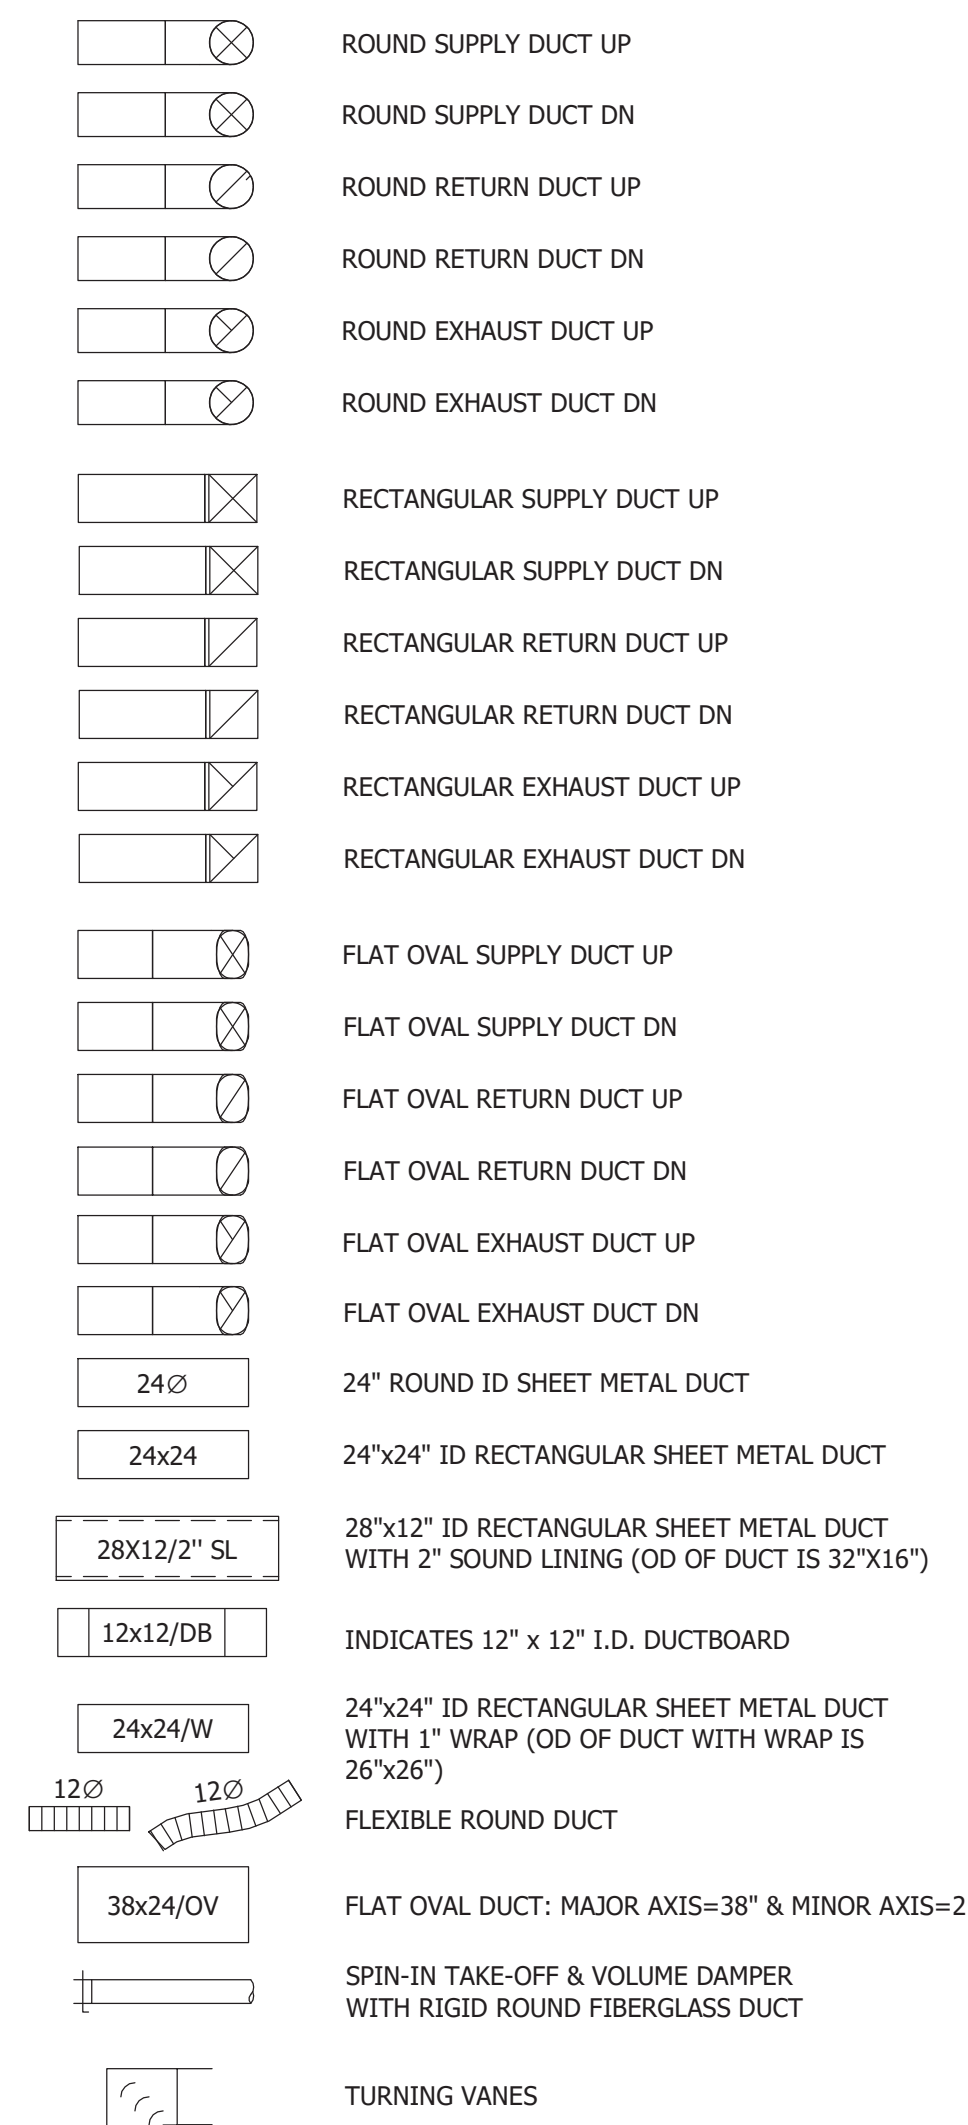 ROUND SUPPLY DUCT UP
ROUND SUPPLY DUCT DN
ROUND RETURN DUCT UP
ROUND RETURN DUCT DN
ROUND EXHAUST DUCT UP
ROUND EXHAUST DUCT DN
RECTANGULAR SUPPLY DUCT UP
RECTANGULAR SUPPLY DUCT DN
RECTANGULAR RETURN DUCT UP
RECTANGULAR RETURN DUCT DN
RECTANGULAR EXHAUST DUCT UP
RECTANGULAR EXHAUST DUCT DN
FLAT OVAL SUPPLY DUCT UP
FLAT OVAL SUPPLY DUCT DN
FLAT OVAL RETURN DUCT UP
FLAT OVAL RETURN DUCT DN
FLAT OVAL EXHAUST DUCT UP
FLAT OVAL EXHAUST DUCT DN
24∅ 24" ROUND ID SHEET METAL DUCT
24x24 24"x24" ID RECTANGULAR SHEET METAL DUCT
28X12/2'' SL
28"x12" ID RECTANGULAR SHEET METAL DUCT
WITH 2" SOUND LINING (OD OF DUCT IS 32"X16")
12x12/DB INDICATES 12" x 12" I.D. DUCTBOARD
24x24/W
24"x24" ID RECTANGULAR SHEET METAL DUCT
WITH 1" WRAP (OD OF DUCT WITH WRAP IS
26"x26")
12∅ 12∅
FLEXIBLE ROUND DUCT
38x24/OV FLAT OVAL DUCT: MAJOR AXIS=38" & MINOR AXIS=2
SPIN-IN TAKE-OFF & VOLUME DAMPER
WITH RIGID ROUND FIBERGLASS DUCT
TURNING VANES